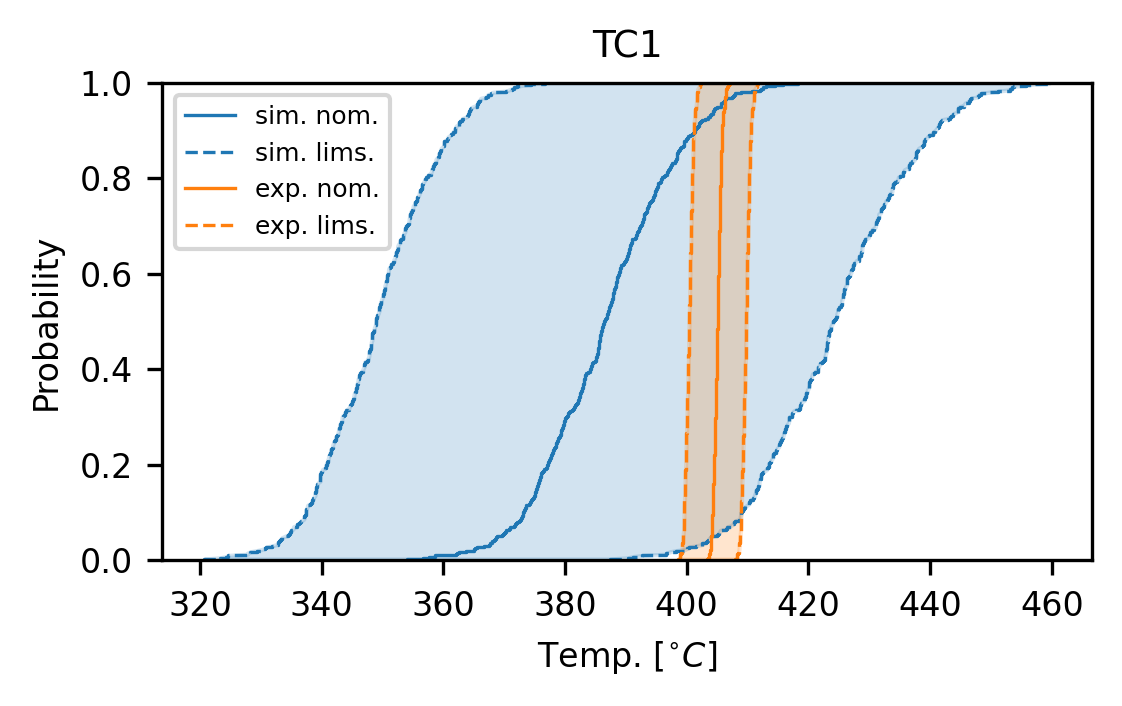 TC1
1.0
0.8
0.6
0.4
0.2
0.0
Probability
sim. nom.
sim. lims.
exp. nom.
exp. lims.
320 340 360 380 400 420 440 460
Temp. [°C]